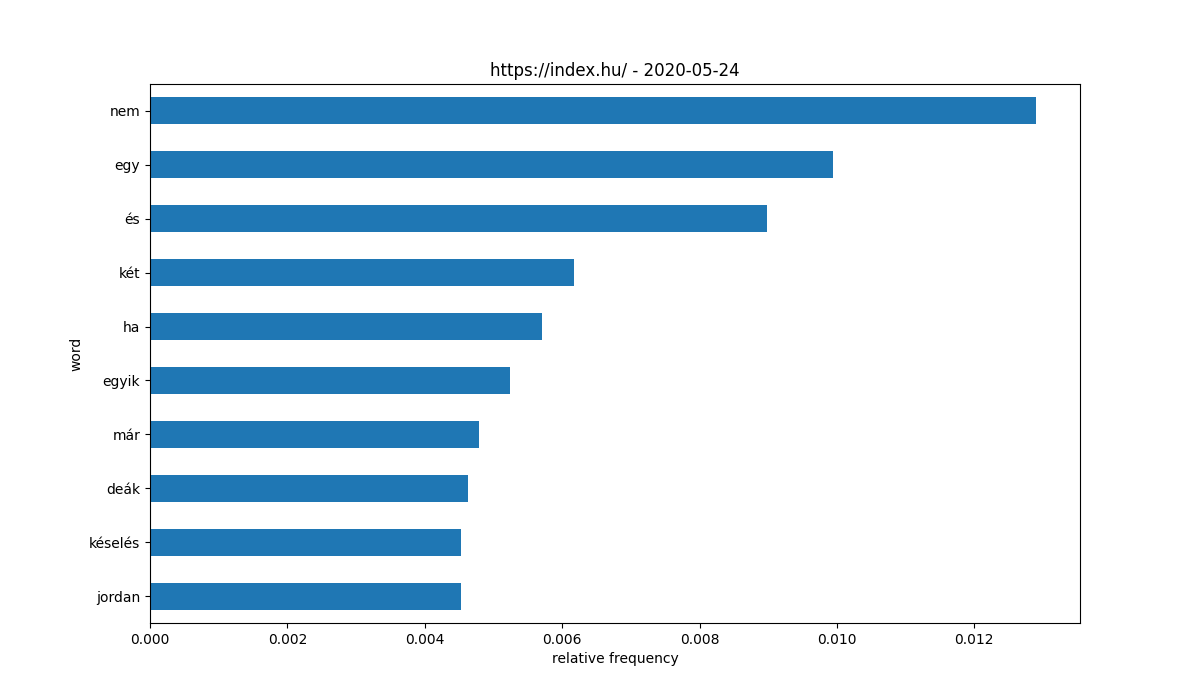 https://index.hu/ - 2020-05-24
nem
egy
és
két
ha
egyik
már
deák
késelés
jordan
word
0.000 0.002 0.004 0.006 0.008 0.010 0.012
relative frequency